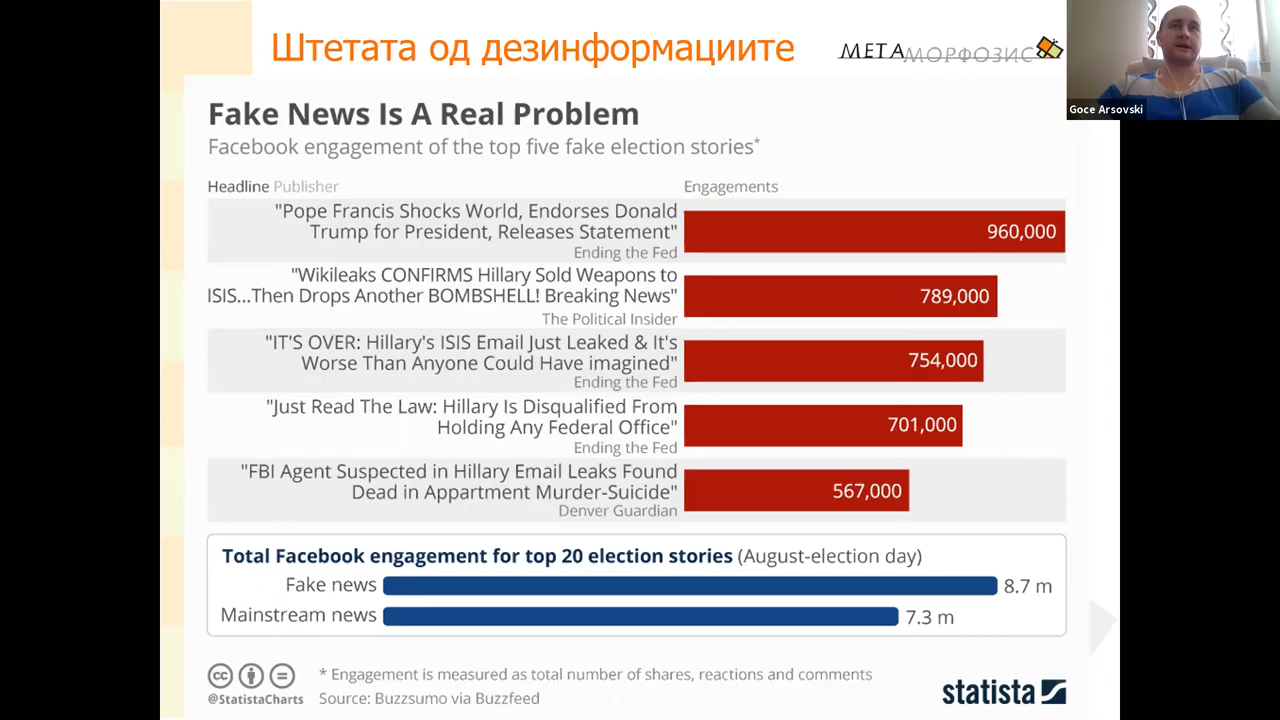 Штетата од дезинформациите
МЕТАМОРФОЗИС
Goce Arsovski
Fake News Is A Real Problem
Facebook engagement of the top five fake election stories*
Headline Publisher
Engagements
"Pope Francis Shocks World, Endorses Donald
Trump for President, Releases Statement"
Ending the Fed
960,000
"Wikileaks CONFIRMS Hillary Sold Weapons to
ISIS...Then Drops Another BOMBSHELL! Breaking News"
The Political Insider
789,000
"IT'S OVER: Hillary's ISIS Email Just Leaked & It's
Worse Than Anyone Could Have imagined"
Ending the Fed
754,000
"Just Read The Law: Hillary Is Disqualified From
Holding Any Federal Office"
Ending the Fed
701,000
"FBI Agent Suspected in Hillary Email Leaks Found
Dead in Appartment Murder-Suicide"
Denver Guardian
567,000
Total Facebook engagement for top 20 election stories (August-election day)
Fake news 8.7 m
Mainstream news 7.3 m
cc
@StatistaCharts
* Engagement is measured as total number of shares, reactions and comments
Source: Buzzsumo via Buzzfeed
statista